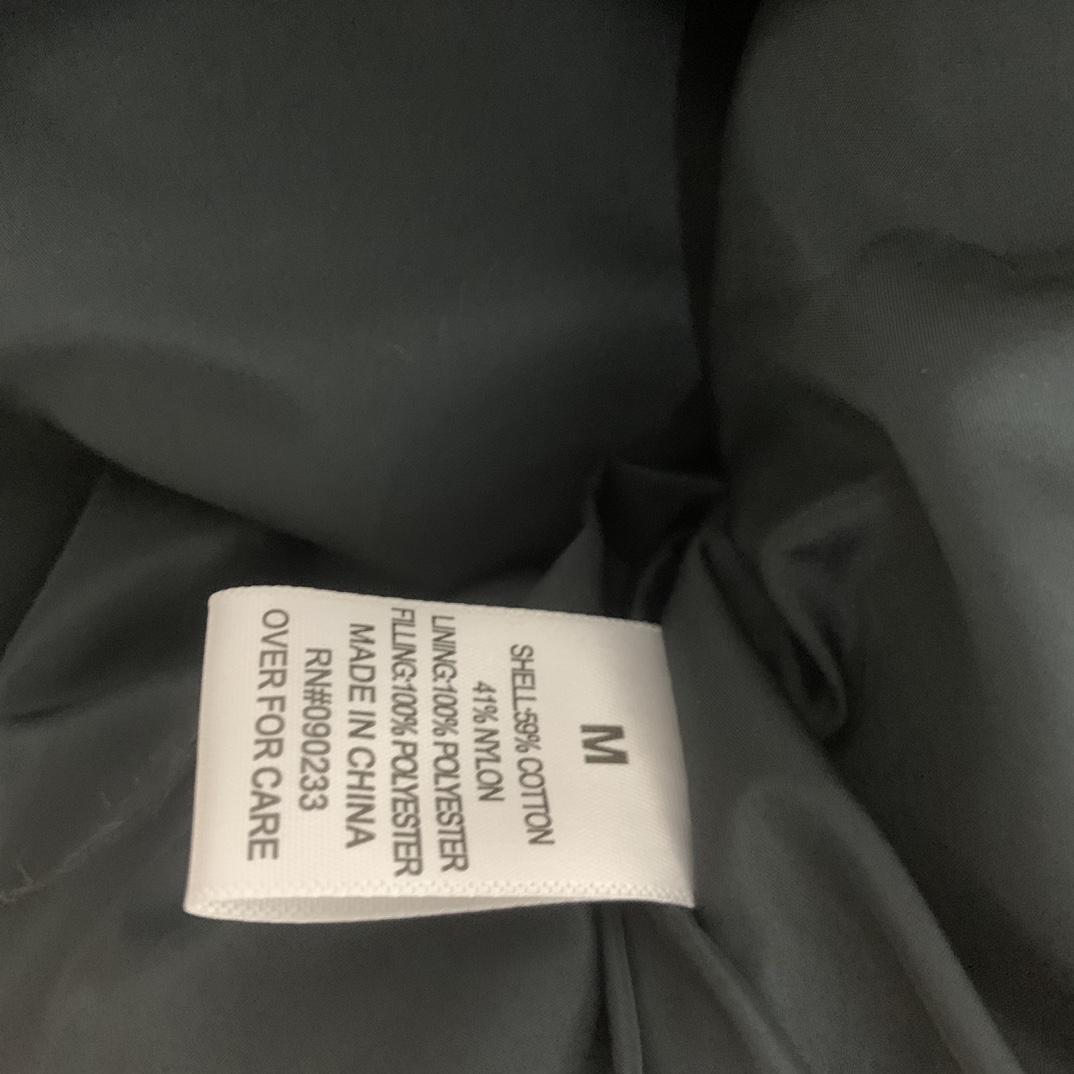 M
SHELL:59% COTTON
41% NYLON
LINING:100% POLYESTER
FILLING:100% POLYESTER
MADE IN CHINA
RN#090233
OVER FOR CARE